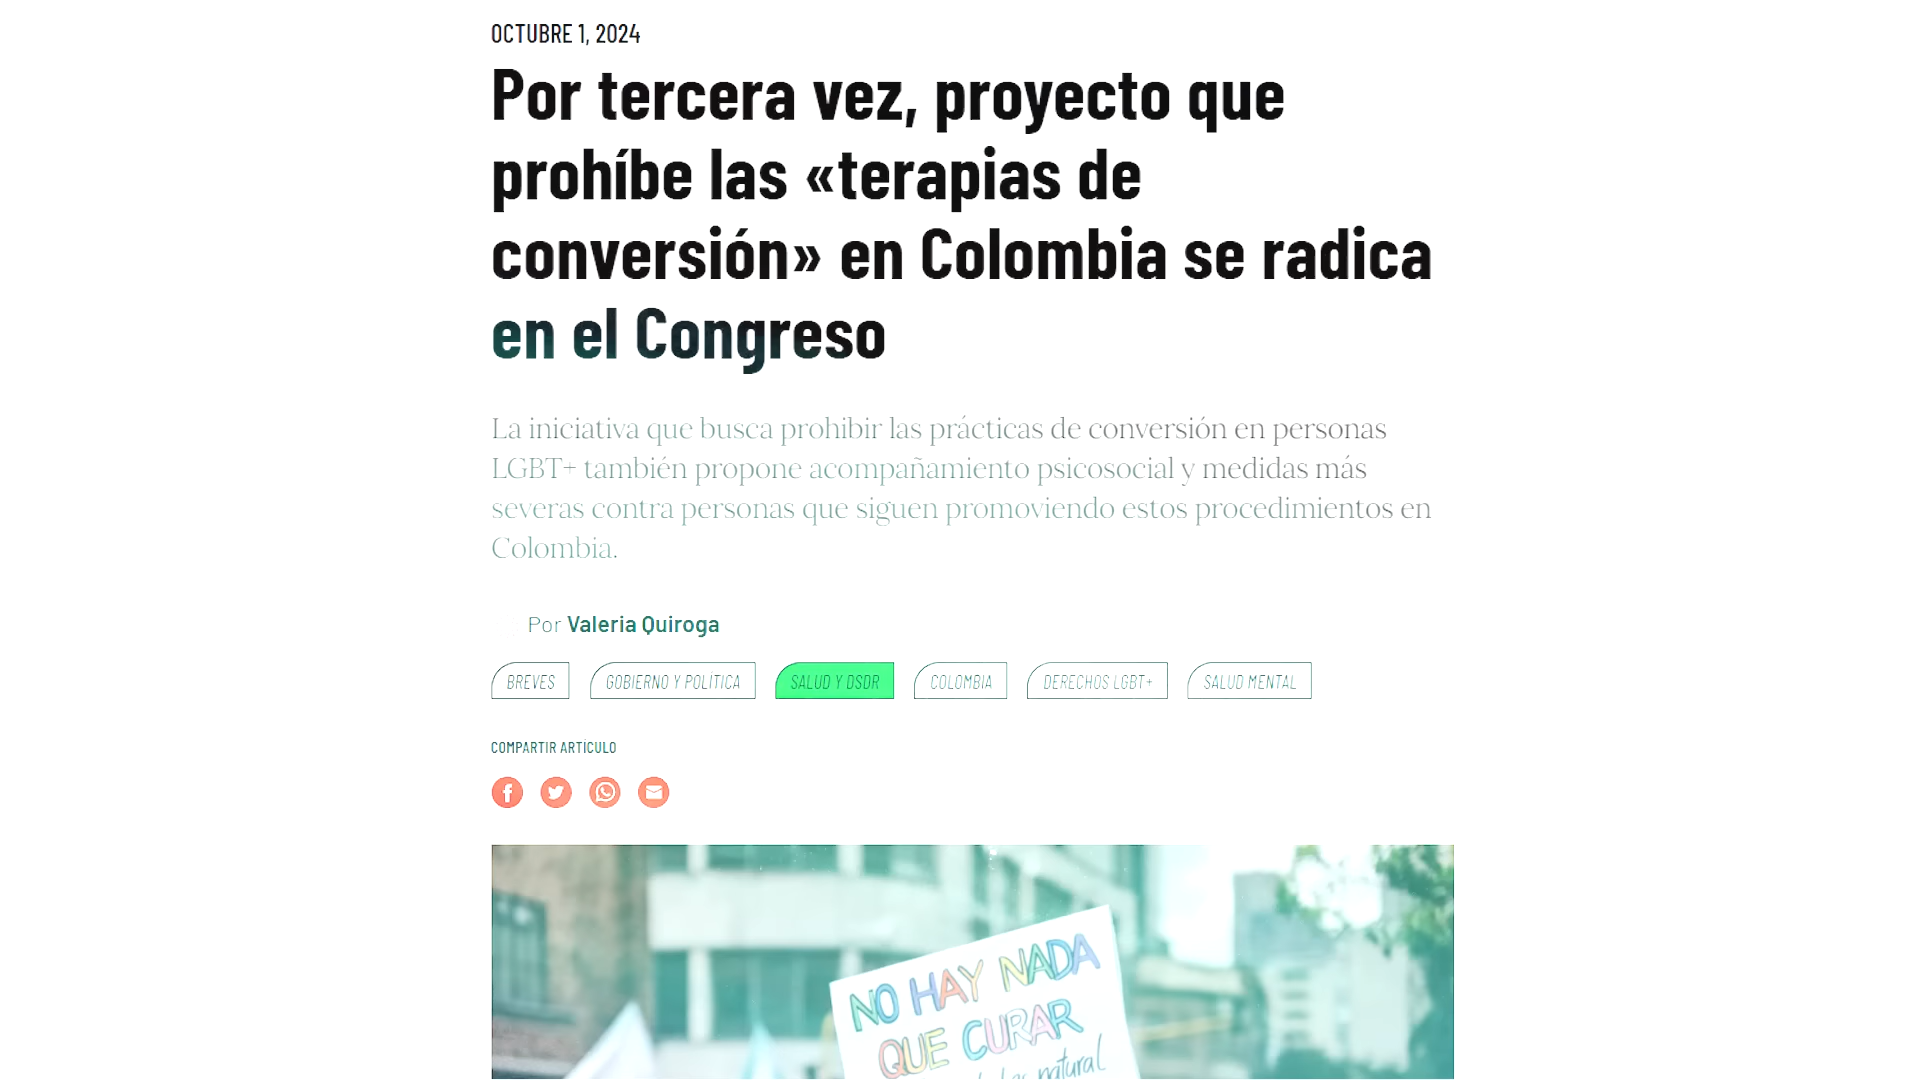 OCTUBRE 1, 2024
Por tercera vez, proyecto que
prohíbe las «terapias de
conversión» en Colombia se radica
en el Congreso
La iniciativa que busca prohibir las prácticas de conversión en personas
LGBT+ también propone acompañamiento psicosocial y medidas más
severas contra personas que siguen promoviendo estos procedimientos en
Colombia.
Por Valeria Quiroga
BREVES GOBIERNO Y POLÍTICA SALUD Y DSDR COLOMBIA DERECHOS LGBT+ SALUD MENTAL
COMPARTIR ARTÍCULO
NO HAY NADA
QUE CURAR
natural